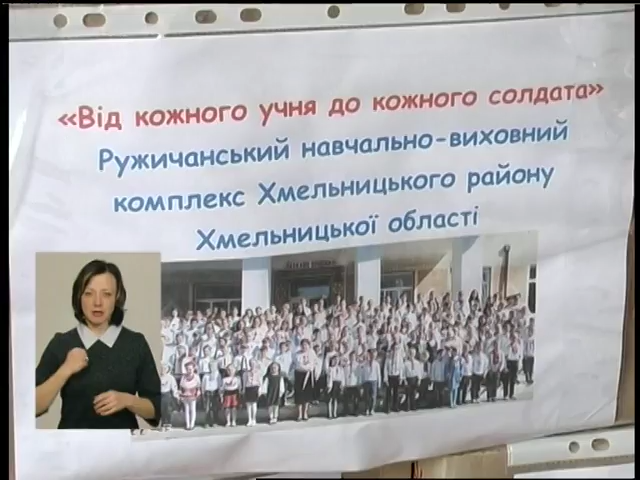 «Від кожного учня до кожного солдата»
Ружичанський навчально-виховний
комплекс Хмельницького району
Хмельницької області